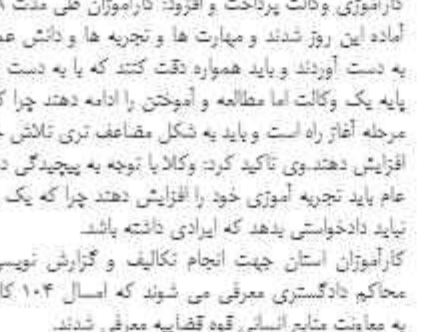 کارآموزی وکالت پرداخت و افزود: کارآموزان طی مدت ۸
آماده این روز شدند و مهارت ها و تجربه ها و دانش عم
به دست آوردند و باید همواره دقت کنند که با به دست
پایه یک وکالت اما مطالعه و آموختن را ادامه دهند چرا ک
مرحله آغاز راه است و باید به شکل مضاعف تری تلاش
افزایش دهند.وی تاکید کرد: وکلا با توجه به پیچیدگی د
عام باید تجربه آموزی خود را افزایش دهند چرا که یک
نباید دادخواستی بدهد که ایرادی داشته باشد.
کارآموزان استان جهت انجام تکالیف و گزارش نویس
محاکم دادگستری معرفی می شوند که امسال ۱۰۴ کا
به معاونت منابع انسانی قوه قضاییه معرفی شدند.